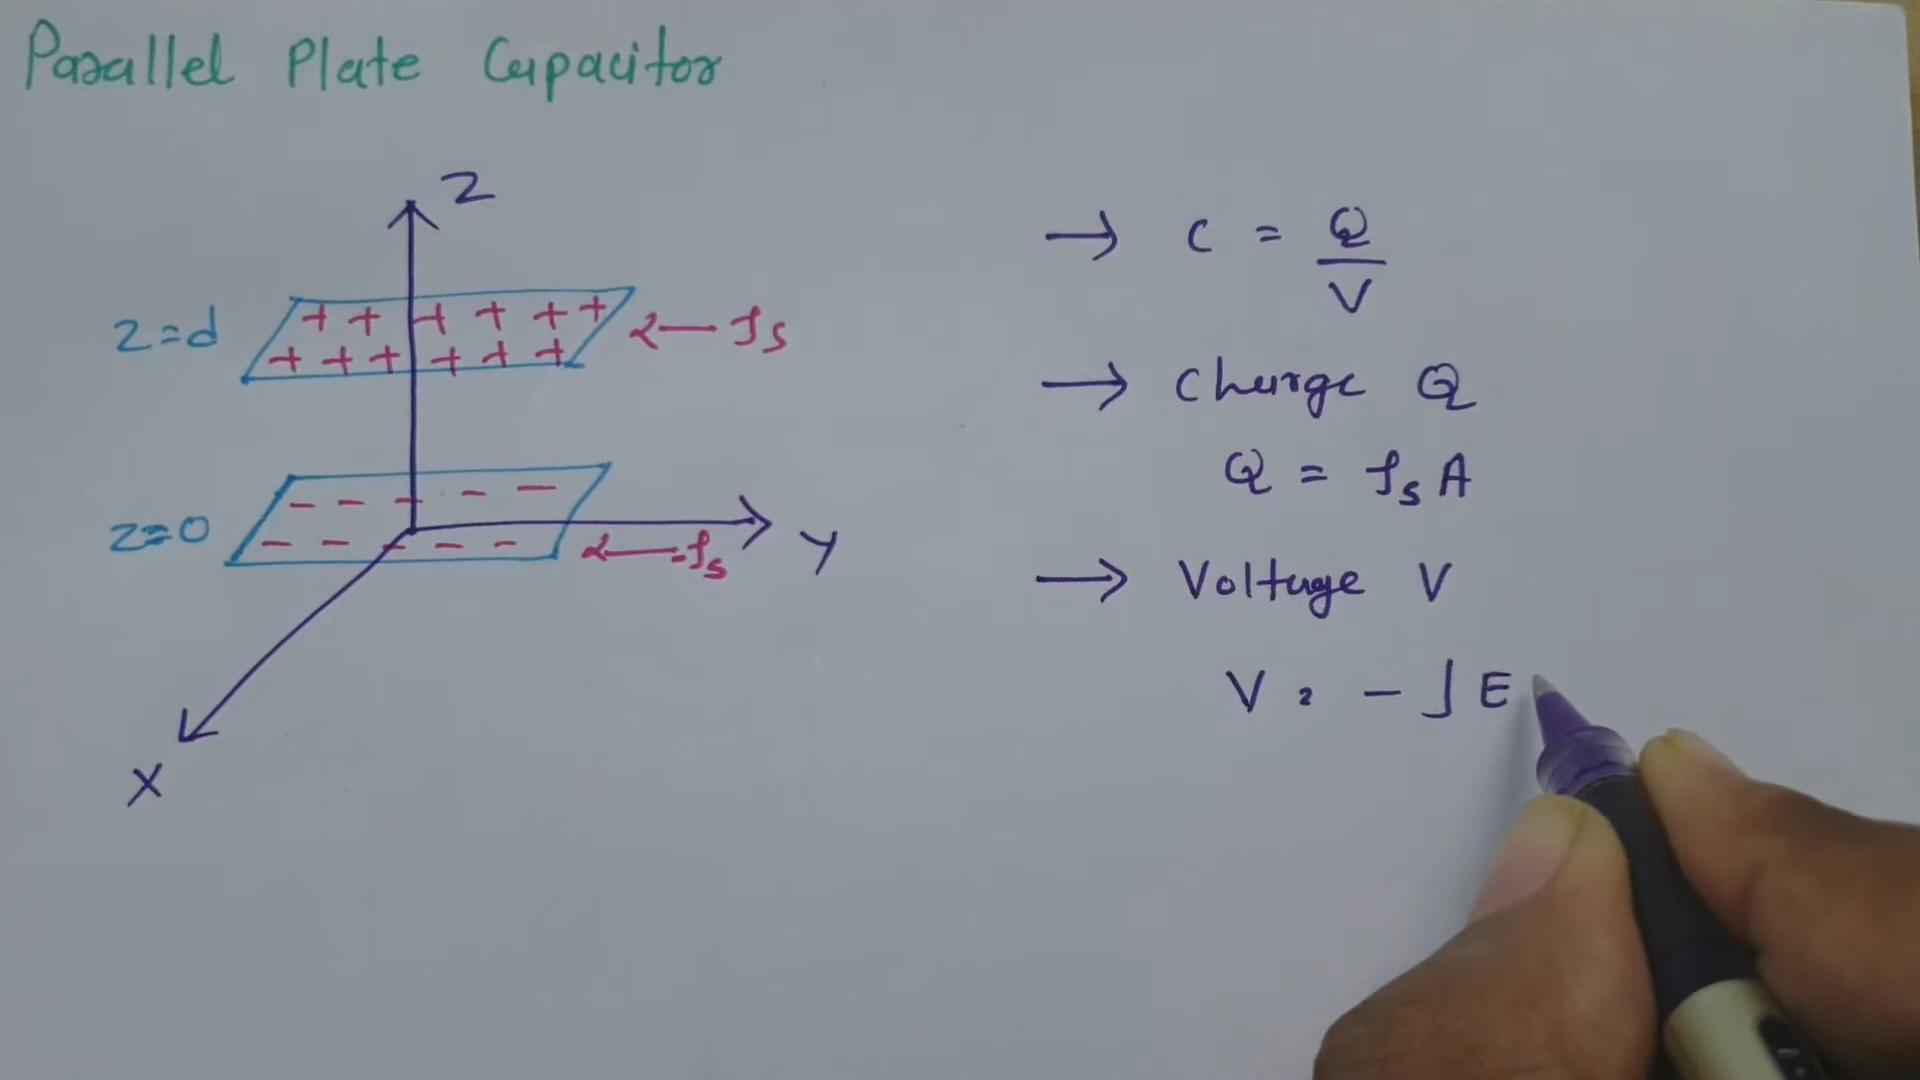 Parallel Plate Capacitor
Z
Z=d
+ + + + + +
+ + + + + +
← ρs
Z=0
- - - - -
- - - - -
← -ρs
Y
X
→ C = Q/V
→ Charge Q
Q = ρs A
→ Voltage V
V = - ∫ E